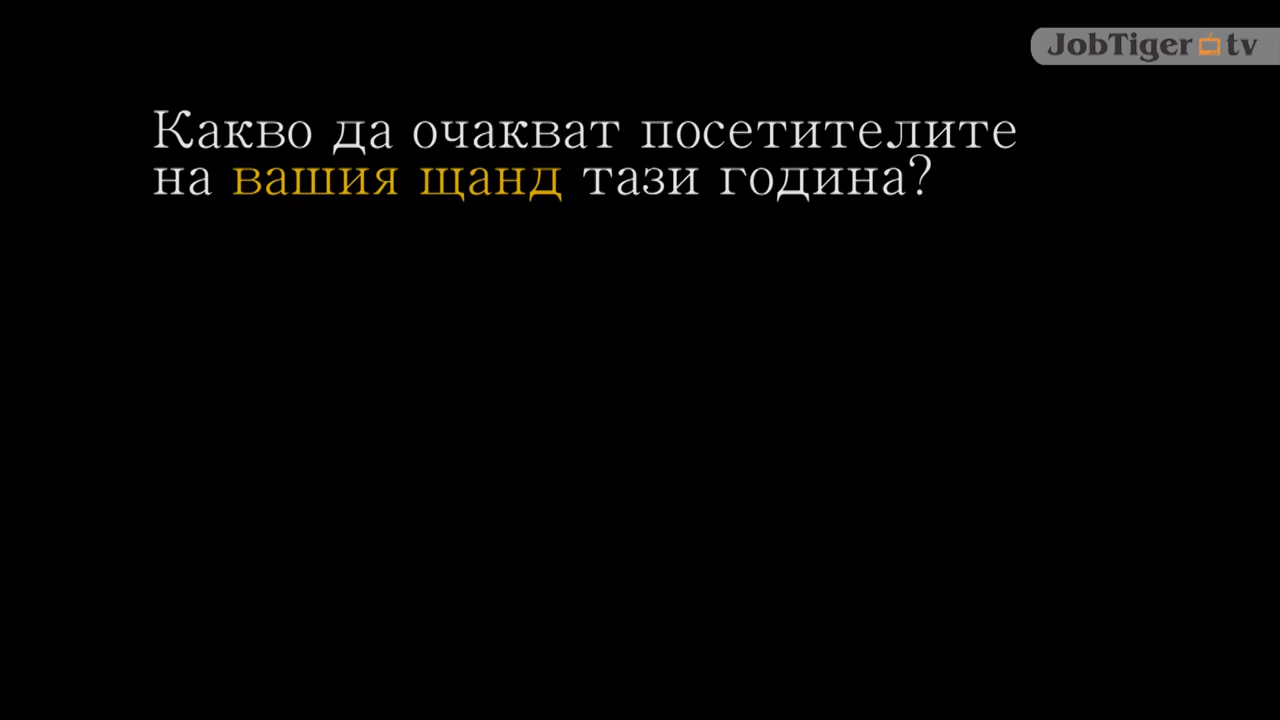 JobTiger tv
Какво да очакват посетителите
на вашия щанд тази година?